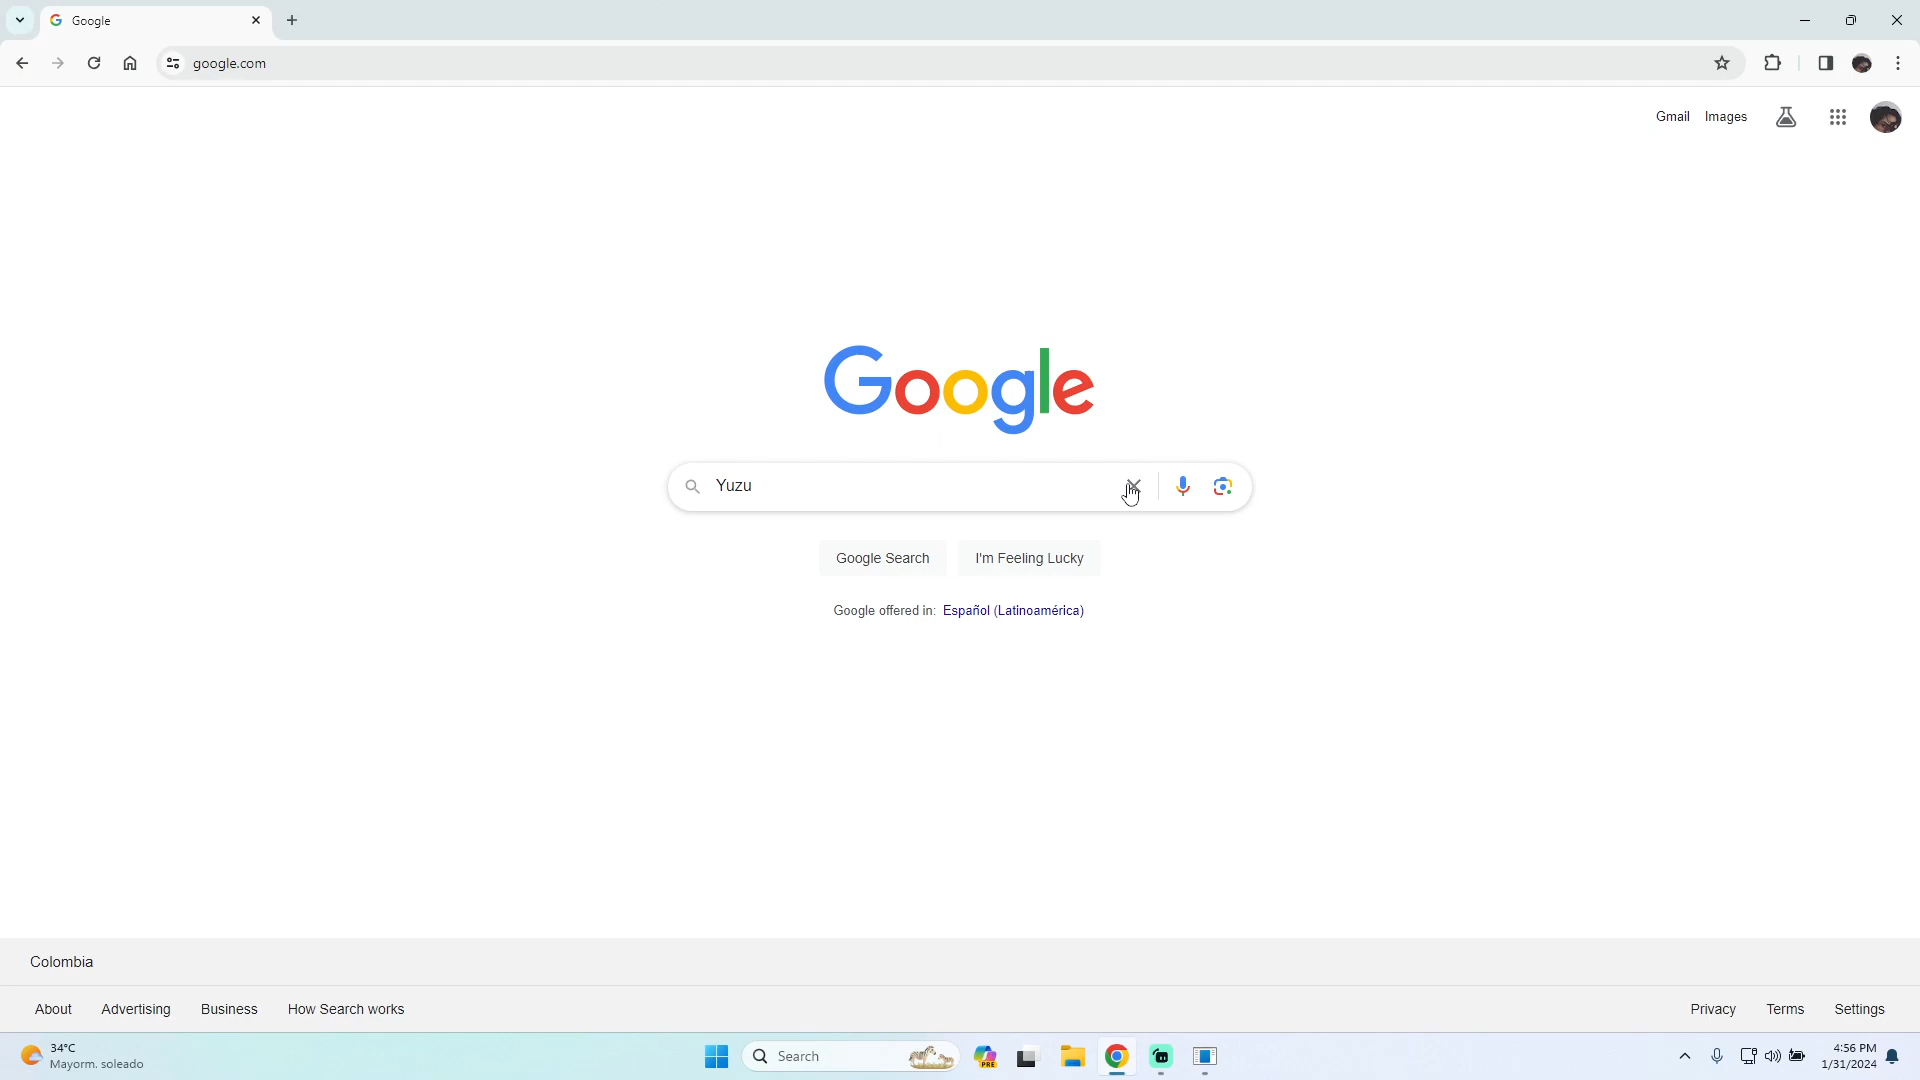 Google
google.com
Gmail Images
Google
Yuzu
Google Search I'm Feeling Lucky
Google offered in: Español (Latinoamérica)
Colombia
About Advertising Business How Search works Privacy Terms Settings
34°C
Mayorm. soleado
Search
PRE
4:56 PM
1/31/2024